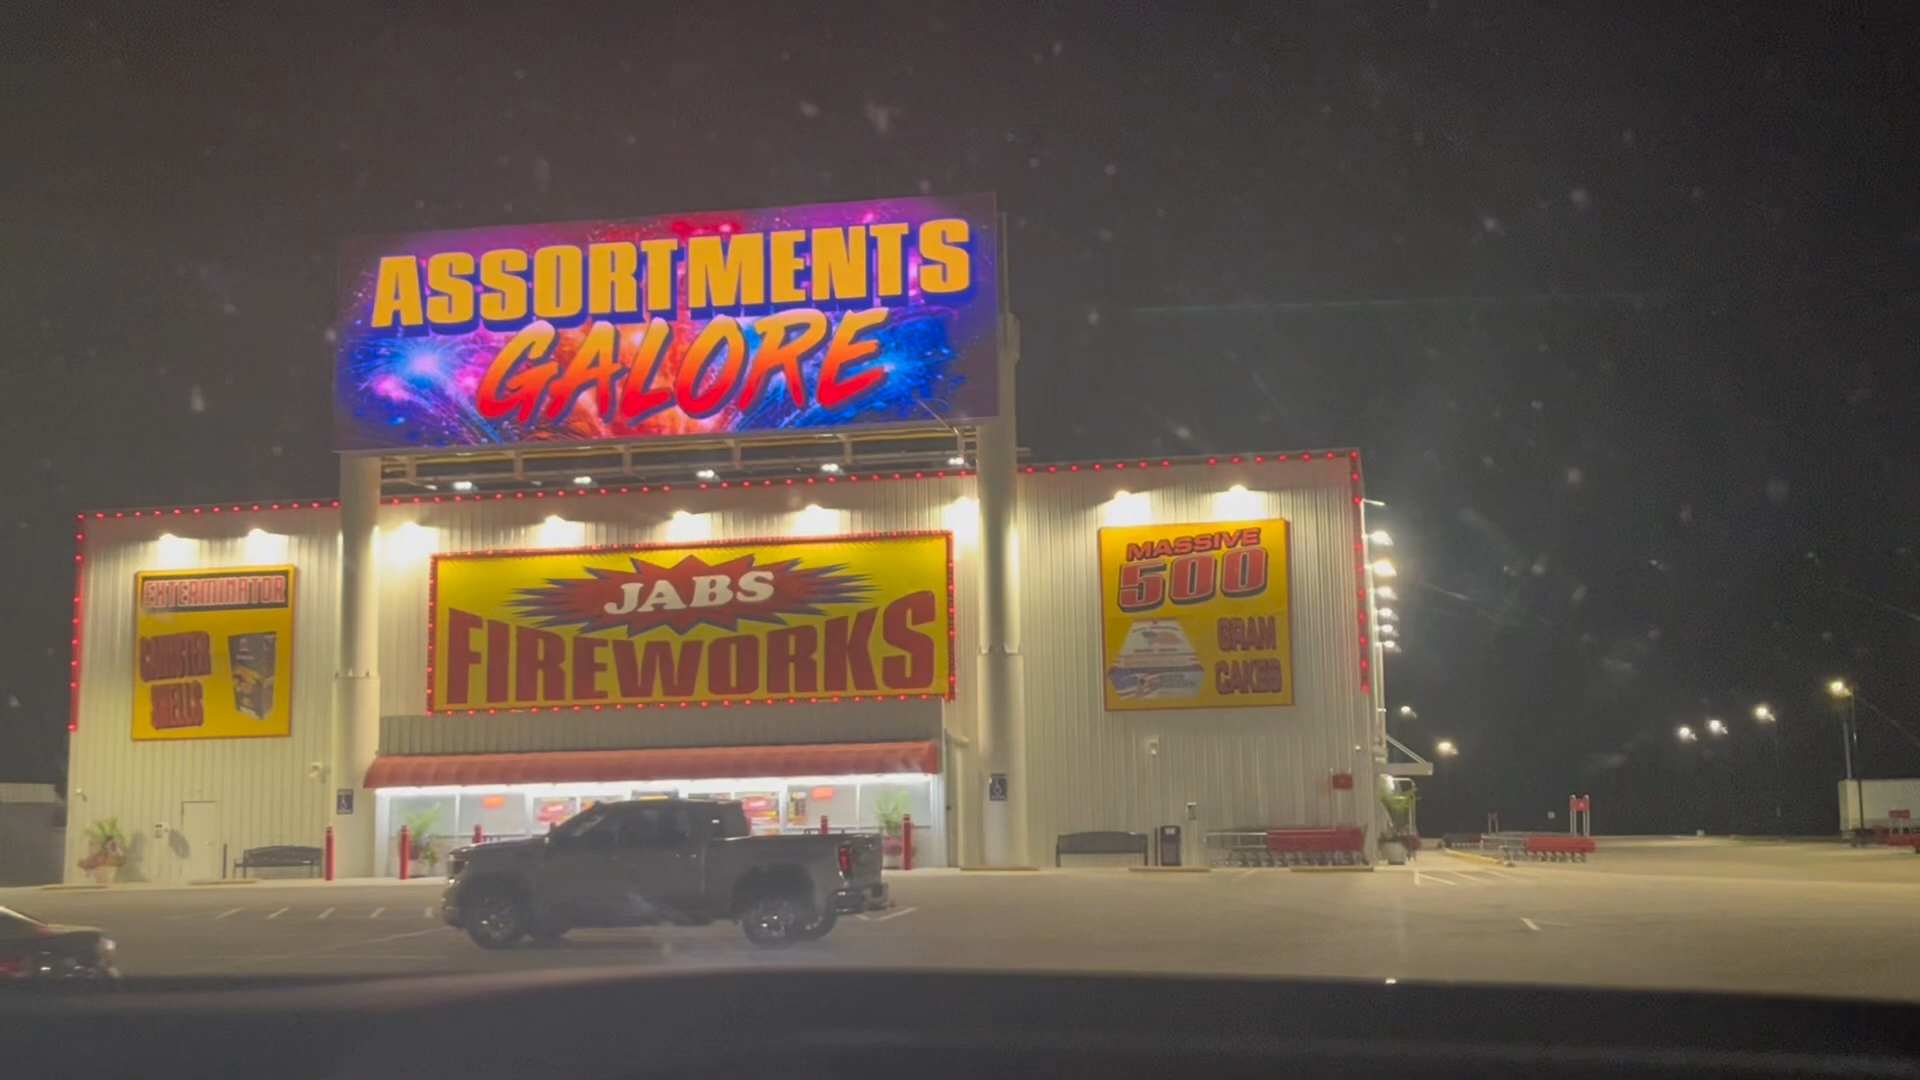 ASSORTMENTS
GALORE
EXTERMINATOR
CANISTER
SHELLS
JABS
FIREWORKS
MASSIVE
500
GRAM
CAKES